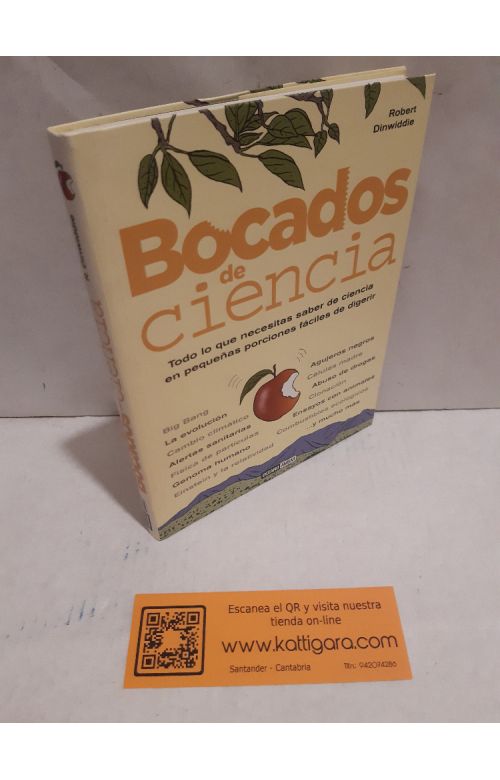 Robert
Dinwiddie
Bocados
de
ciencia
Todo lo que necesitas saber de ciencia
en pequeñas porciones fáciles de digerir
Big Bang
La evolución
Cambio climático
Alertas sanitarias
Física de partículas
Genoma humano
Einstein y la relatividad
Agujeros negros
Células madre
Abuso de drogas
Clonación
Ensayos con animales
Combustibles ecológicos
...y mucho más
Escanea el QR y visita nuestra
tienda on-line
www.kattigara.com
Santander - Cantabria
Tlfn.: 942074286